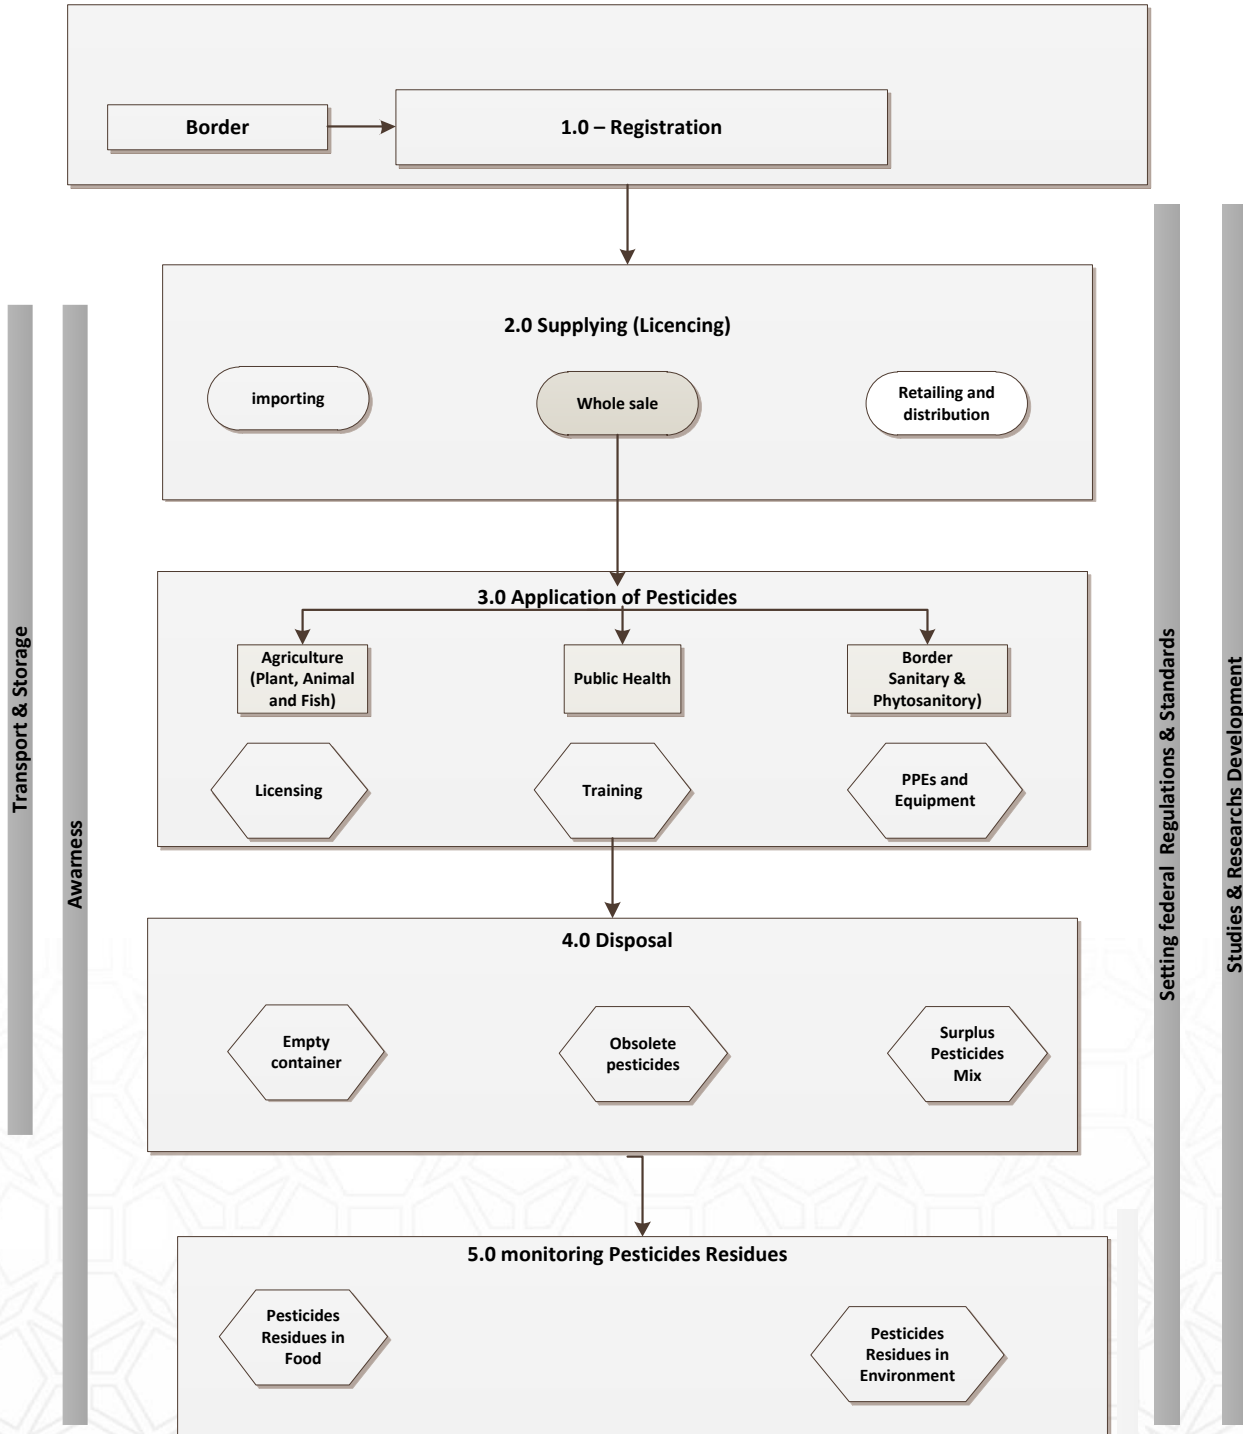 Border
1.0 – Registration
2.0 Supplying (Licencing)
importing
Whole sale
Retailing and
distribution
3.0 Application of Pesticides
Agriculture
(Plant, Animal
and Fish)
Public Health
Border
Sanitary &
Phytosanitory)
Licensing
Training
PPEs and
Equipment
4.0 Disposal
Empty
container
Obsolete
pesticides
Surplus
Pesticides
Mix
5.0 monitoring Pesticides Residues
Pesticides
Residues in
Food
Pesticides
Residues in
Environment
Transport & Storage
Awarness
Setting federal  Regulations & Standards
Studies & Researchs Development